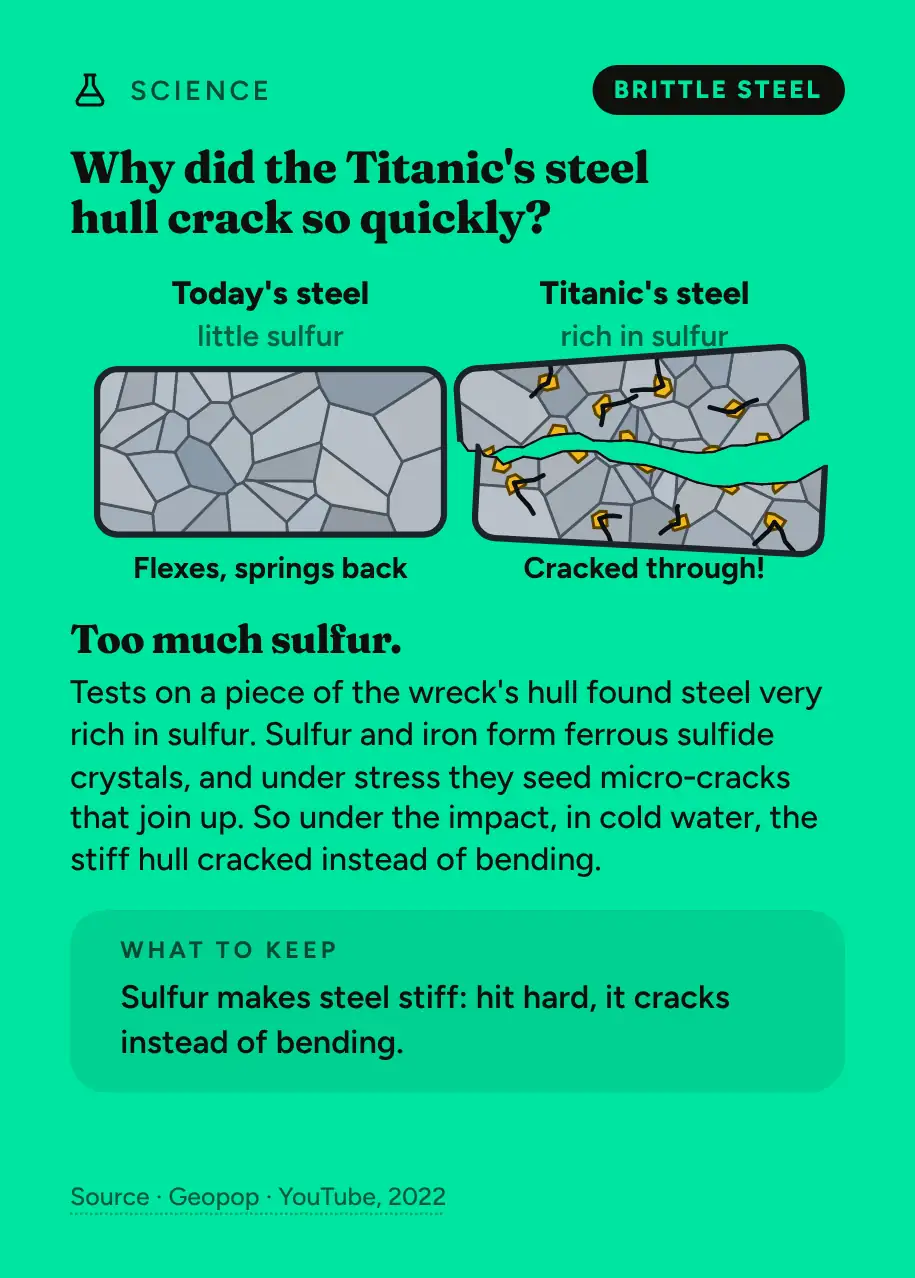 SCIENCE
BRITTLE STEEL
Why did the Titanic's steel
hull crack so quickly?
Today's steel
little sulfur
Titanic's steel
rich in sulfur
Flexes, springs back
Cracked through!
Too much sulfur.
Tests on a piece of the wreck's hull found steel very
rich in sulfur. Sulfur and iron form ferrous sulfide
crystals, and under stress they seed micro-cracks
that join up. So under the impact, in cold water, the
stiff hull cracked instead of bending.
WHAT TO KEEP
Sulfur makes steel stiff: hit hard, it cracks
instead of bending.
Source · Geopop · YouTube, 2022